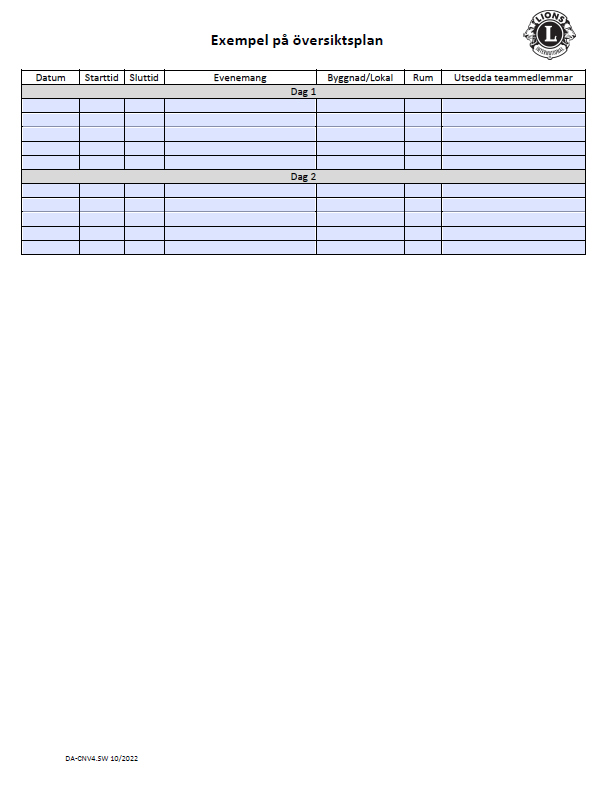 LIONS
L
INTERNATIONAL
Exempel på översiktsplan
Datum Starttid Sluttid Evenemang Byggnad/Lokal Rum Utsedda teammedlemmar
Dag 1
Dag 2
DA-CNV4.SW 10/2022